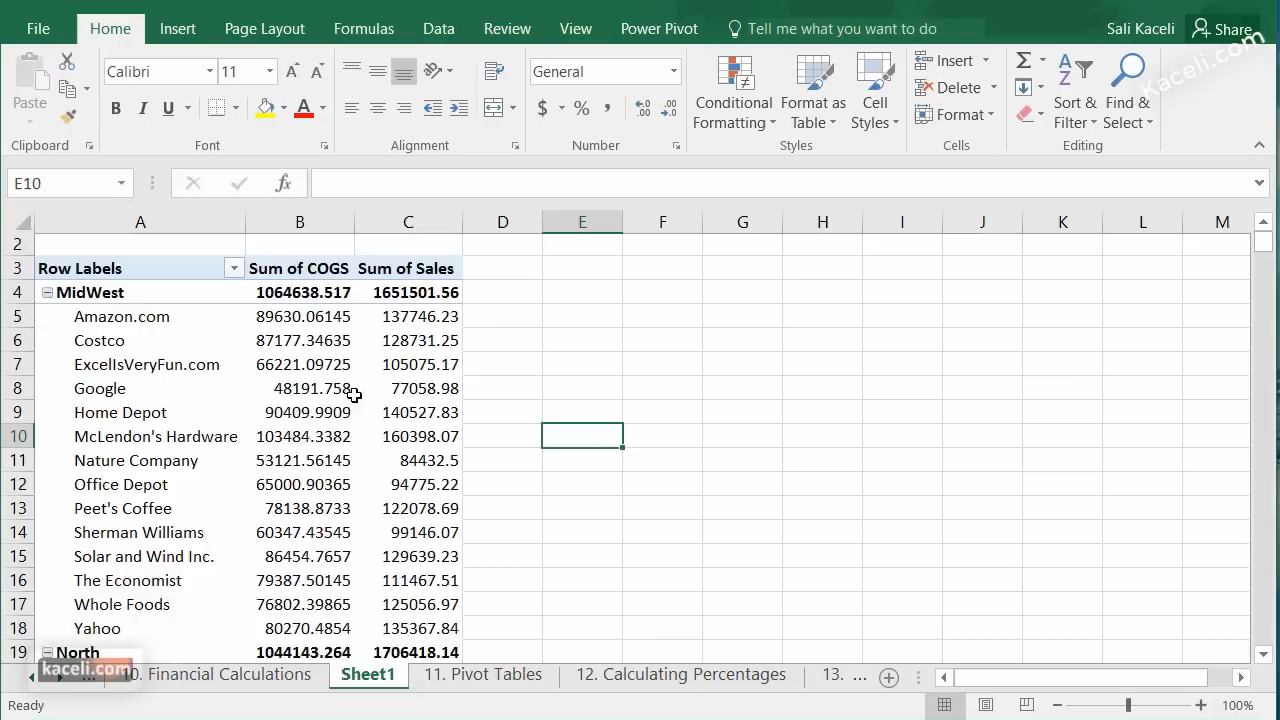 File Home Insert Page Layout Formulas Data Review View Power Pivot Tell me what you want to do Sali Kaceli Share
Kaceli.com
Paste Calibri 11 General Conditional Formatting Format as Table Cell Styles Insert Delete Format Sort & Filter Find & Select
Clipboard Font Alignment Number Styles Cells Editing
E10 fx
A B C D E F G H I J K L M
2
3 Row Labels Sum of COGS Sum of Sales
4 MidWest 1064638.517 1651501.56
5 Amazon.com 89630.06145 137746.23
6 Costco 87177.34635 128731.25
7 ExcelIsVeryFun.com 66221.09725 105075.17
8 Google 48191.758 77058.98
9 Home Depot 90409.9909 140527.83
10 McLendon's Hardware 103484.3382 160398.07
11 Nature Company 53121.56145 84432.5
12 Office Depot 65000.90365 94775.22
13 Peet's Coffee 78138.8733 122078.69
14 Sherman Williams 60347.43545 99146.07
15 Solar and Wind Inc. 86454.7657 129639.23
16 The Economist 79387.50145 111467.51
17 Whole Foods 76802.39865 125056.97
18 Yahoo 80270.4854 135367.84
19 North 1044143.264 1706418.14
kaceli.com
... 10. Financial Calculations Sheet1 11. Pivot Tables 12. Calculating Percentages 13. ...
Ready 100%